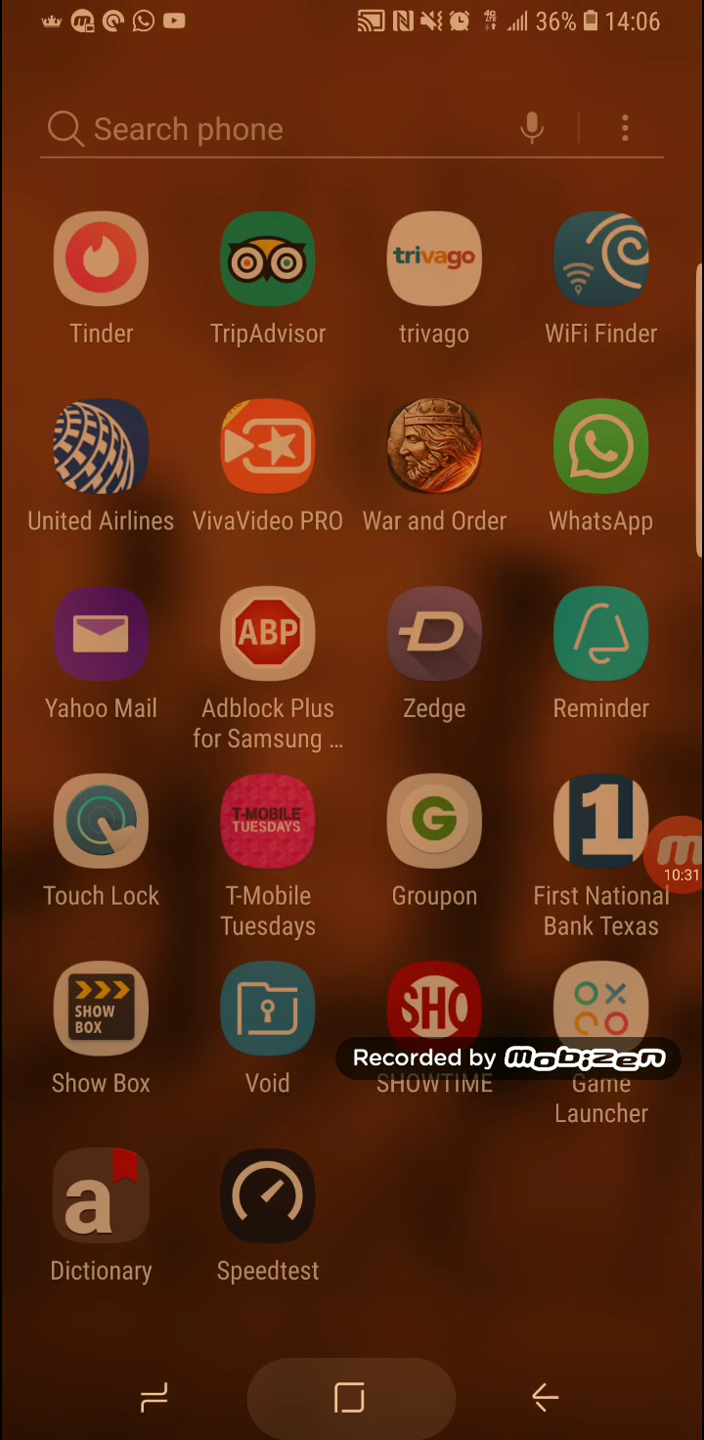 36% 14:06
Search phone
trivago
Tinder TripAdvisor trivago WiFi Finder
United Airlines VivaVideo PRO War and Order WhatsApp
ABP
Yahoo Mail Adblock Plus Zedge Reminder
for Samsung ...
T-MOBILE
TUESDAYS
G
1
10:31
Touch Lock T-Mobile Groupon First National
Tuesdays Bank Texas
SHOW
BOX
SHO
Recorded by mobizen
Show Box Void SHOWTIME Game
Launcher
a
Dictionary Speedtest